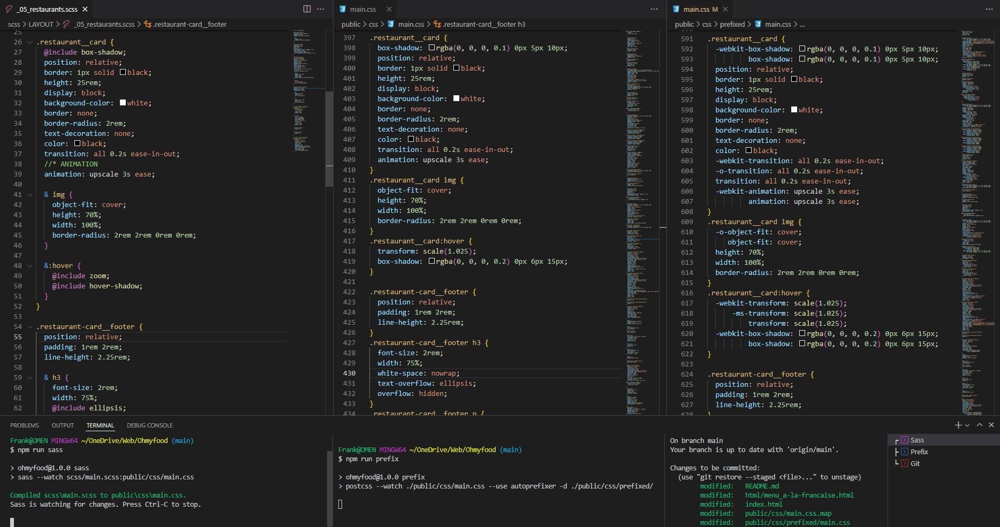 _05_restaurants.scss
scss > LAYOUT > _05_restaurants.scss > .restaurant-card__footer
25
26 .restaurant__card {
27 @include box-shadow;
28 position: relative;
29 border: 1px solid black;
30 height: 25rem;
31 display: block;
32 background-color: white;
33 border: none;
34 border-radius: 2rem;
35 text-decoration: none;
36 color: black;
37 transition: all 0.2s ease-in-out;
38 //* ANIMATION
39 animation: upscale 3s ease;
40
41 & img {
42 object-fit: cover;
43 height: 70%;
44 width: 100%;
45 border-radius: 2rem 2rem 0rem 0rem;
46 }
47
48 &:hover {
49 @include zoom;
50 @include hover-shadow;
51 }
52 }
53
54 .restaurant-card__footer {
55 position: relative;
56 padding: 1rem 2rem;
57 line-height: 2.25rem;
58
59 & h3 {
60 font-size: 2rem;
61 width: 75%;
62 @include ellipsis;
main.css
public > css > main.css > .restaurant-card__footer h3
397 .restaurant__card {
398 box-shadow: rgba(0, 0, 0, 0.1) 0px 5px 10px;
399 position: relative;
400 border: 1px solid black;
401 height: 25rem;
402 display: block;
403 background-color: white;
404 border: none;
405 border-radius: 2rem;
406 text-decoration: none;
407 color: black;
408 transition: all 0.2s ease-in-out;
409 animation: upscale 3s ease;
410 }
411 .restaurant__card img {
412 object-fit: cover;
413 height: 70%;
414 width: 100%;
415 border-radius: 2rem 2rem 0rem 0rem;
416 }
417 .restaurant__card:hover {
418 transform: scale(1.025);
419 box-shadow: rgba(0, 0, 0, 0.2) 0px 6px 15px;
420 }
421
422 .restaurant-card__footer {
423 position: relative;
424 padding: 1rem 2rem;
425 line-height: 2.25rem;
426 }
427 .restaurant-card__footer h3 {
428 font-size: 2rem;
429 width: 75%;
430 white-space: nowrap;
431 text-overflow: ellipsis;
432 overflow: hidden;
433 }
434 .restaurant-card__footer p {
main.css M
public > css > prefixed > main.css > ...
591 .restaurant__card {
592 -webkit-box-shadow: rgba(0, 0, 0, 0.1) 0px 5px 10px;
593 box-shadow: rgba(0, 0, 0, 0.1) 0px 5px 10px;
594 position: relative;
595 border: 1px solid black;
596 height: 25rem;
597 display: block;
598 background-color: white;
599 border: none;
600 border-radius: 2rem;
601 text-decoration: none;
602 color: black;
603 -webkit-transition: all 0.2s ease-in-out;
604 -o-transition: all 0.2s ease-in-out;
605 transition: all 0.2s ease-in-out;
606 -webkit-animation: upscale 3s ease;
607 animation: upscale 3s ease;
608 }
609 .restaurant__card img {
610 -o-object-fit: cover;
611 object-fit: cover;
612 height: 70%;
613 width: 100%;
614 border-radius: 2rem 2rem 0rem 0rem;
615 }
616 .restaurant__card:hover {
617 -webkit-transform: scale(1.025);
618 -ms-transform: scale(1.025);
619 transform: scale(1.025);
620 -webkit-box-shadow: rgba(0, 0, 0, 0.2) 0px 6px 15px;
621 box-shadow: rgba(0, 0, 0, 0.2) 0px 6px 15px;
622 }
623
624 .restaurant-card__footer {
625 position: relative;
626 padding: 1rem 2rem;
627 line-height: 2.25rem;
628 }
PROBLEMS OUTPUT TERMINAL DEBUG CONSOLE
Frank@OMEN MINGW64 ~/OneDrive/Web/Ohmyfood (main)
$ npm run sass
> ohmyfood@1.0.0 sass
> sass --watch scss/main.scss:public/css/main.css
Compiled scss\main.scss to public\css\main.css.
Sass is watching for changes. Press Ctrl-C to stop.
Frank@OMEN MINGW64 ~/OneDrive/Web/Ohmyfood (main)
$ npm run prefix
> ohmyfood@1.0.0 prefix
> postcss --watch ./public/css/main.css --use autoprefixer -d ./public/css/prefixed/
On branch main
Your branch is up to date with 'origin/main'.
Changes to be committed:
(use "git restore --staged <file>..." to unstage)
modified: README.md
modified: html/menu_a-la-francaise.html
modified: index.html
modified: public/css/main.css.map
modified: public/css/prefixed/main.css
Sass
Prefix
Git